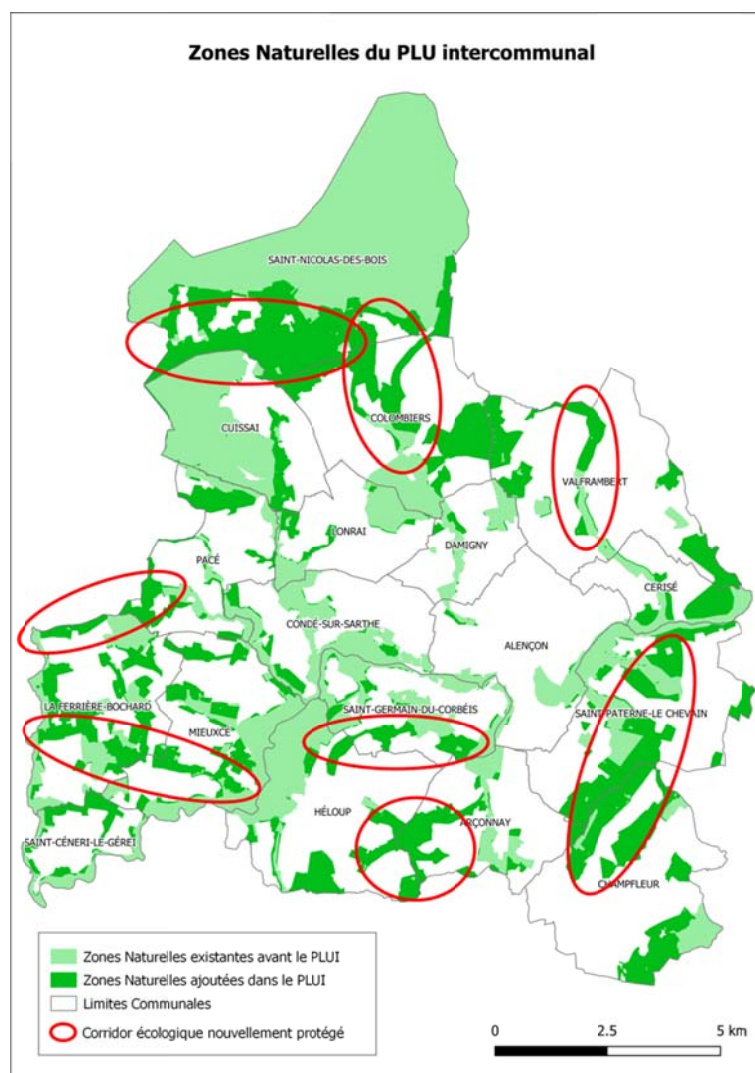 Zones Naturelles du PLU intercommunal
SAINT-NICOLAS-DES-BOIS
COLOMBIERS
CUISSAI
VALFRAMBERT
LONRAI
DAMIGNY
PACÉ
CERISÉ
CONDÉ-SUR-SARTHE
ALENÇON
LA FERRIÈRE-BOCHARD
SAINT-GERMAIN-DU-CORBÉIS
SAINT-PATERNE-LE CHEVAIN
MIEUXCÉ
HÉLOUP
ARÇONNAY
SAINT-CÉNERI-LE-GÉREI
CHAMPFLEUR
Zones Naturelles existantes avant le PLUI
Zones Naturelles ajoutées dans le PLUI
Limites Communales
Corridor écologique nouvellement protégé
0 2.5 5 km